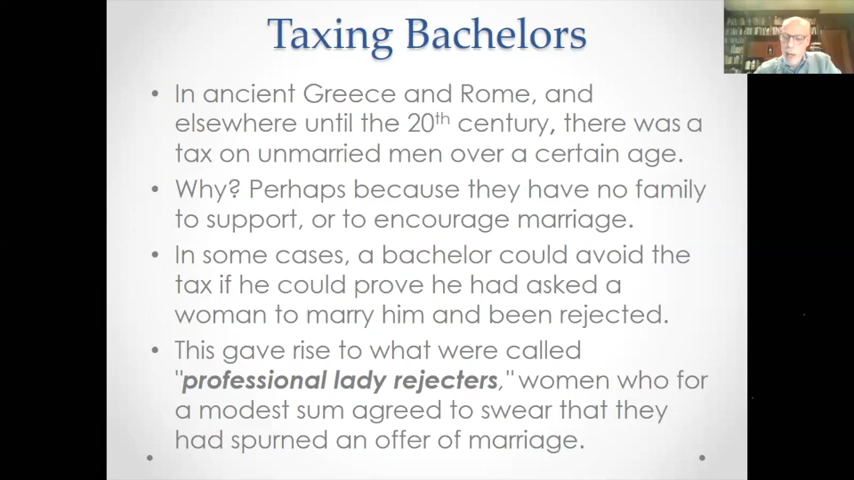 Taxing Bachelors
• In ancient Greece and Rome, and
elsewhere until the 20th century, there was a
tax on unmarried men over a certain age.
• Why? Perhaps because they have no family
to support, or to encourage marriage.
• In some cases, a bachelor could avoid the
tax if he could prove he had asked a
woman to marry him and been rejected.
• This gave rise to what were called
"professional lady rejecters," women who for
a modest sum agreed to swear that they
had spurned an offer of marriage.